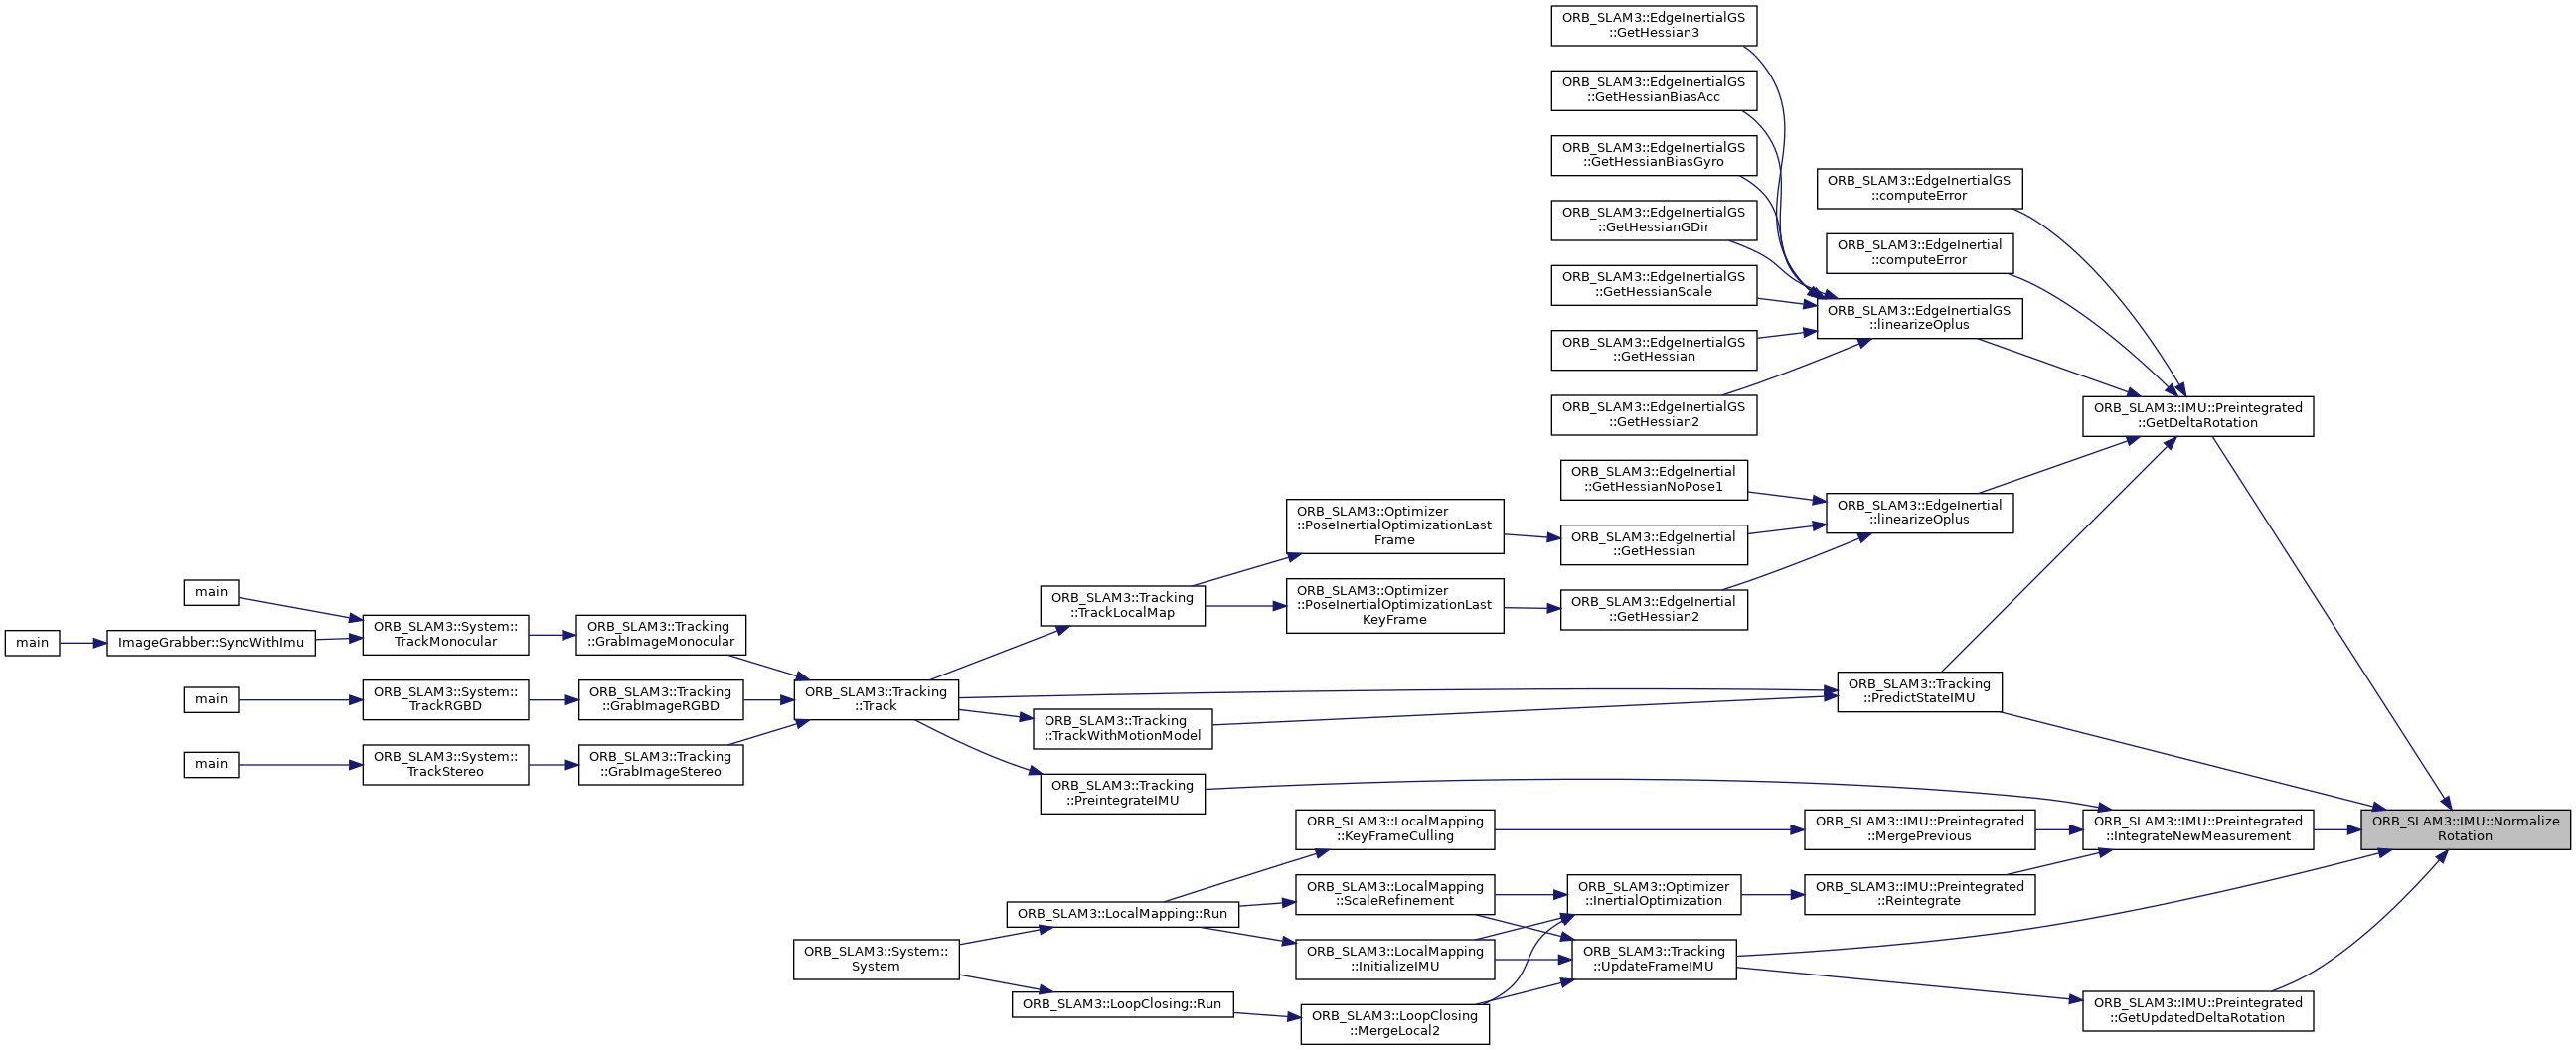 ORB_SLAM3::EdgeInertialGS
::GetHessian3
ORB_SLAM3::EdgeInertialGS
::GetHessianBiasAcc
ORB_SLAM3::EdgeInertialGS
::GetHessianBiasGyro
ORB_SLAM3::EdgeInertialGS
::GetHessianGDir
ORB_SLAM3::EdgeInertialGS
::GetHessianScale
ORB_SLAM3::EdgeInertialGS
::GetHessian
ORB_SLAM3::EdgeInertialGS
::GetHessian2
ORB_SLAM3::EdgeInertialGS
::computeError
ORB_SLAM3::EdgeInertial
::computeError
ORB_SLAM3::EdgeInertialGS
::linearizeOplus
ORB_SLAM3::IMU::Preintegrated
::GetDeltaRotation
ORB_SLAM3::EdgeInertial
::GetHessianNoPose1
ORB_SLAM3::EdgeInertial
::GetHessian
ORB_SLAM3::EdgeInertial
::GetHessian2
ORB_SLAM3::EdgeInertial
::linearizeOplus
ORB_SLAM3::Optimizer
::PoseInertialOptimizationLast
Frame
ORB_SLAM3::Optimizer
::PoseInertialOptimizationLast
KeyFrame
ORB_SLAM3::Tracking
::TrackLocalMap
main
main
ImageGrabber::SyncWithImu
ORB_SLAM3::System::
TrackMonocular
ORB_SLAM3::Tracking
::GrabImageMonocular
main
ORB_SLAM3::System::
TrackRGBD
ORB_SLAM3::Tracking
::GrabImageRGBD
ORB_SLAM3::Tracking
::Track
main
ORB_SLAM3::System::
TrackStereo
ORB_SLAM3::Tracking
::GrabImageStereo
ORB_SLAM3::Tracking
::TrackWithMotionModel
ORB_SLAM3::Tracking
::PreintegrateIMU
ORB_SLAM3::Tracking
::PredictStateIMU
ORB_SLAM3::LocalMapping
::KeyFrameCulling
ORB_SLAM3::IMU::Preintegrated
::MergePrevious
ORB_SLAM3::IMU::Preintegrated
::IntegrateNewMeasurement
ORB_SLAM3::IMU::Normalize
Rotation
ORB_SLAM3::LocalMapping
::ScaleRefinement
ORB_SLAM3::Optimizer
::InertialOptimization
ORB_SLAM3::IMU::Preintegrated
::Reintegrate
ORB_SLAM3::LocalMapping::Run
ORB_SLAM3::System::
System
ORB_SLAM3::LocalMapping
::InitializeIMU
ORB_SLAM3::Tracking
::UpdateFrameIMU
ORB_SLAM3::LoopClosing::Run
ORB_SLAM3::LoopClosing
::MergeLocal2
ORB_SLAM3::IMU::Preintegrated
::GetUpdatedDeltaRotation